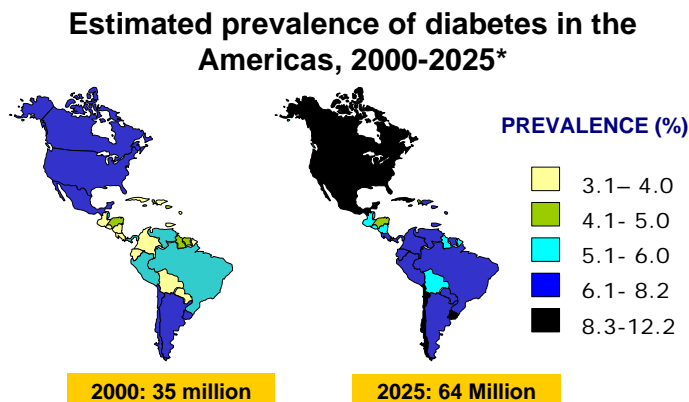 Estimated prevalence of diabetes in the
Americas, 2000-2025*
PREVALENCE (%)
3.1– 4.0
4.1- 5.0
5.1- 6.0
6.1- 8.2
8.3-12.2
2000: 35 million
2025: 64 Million